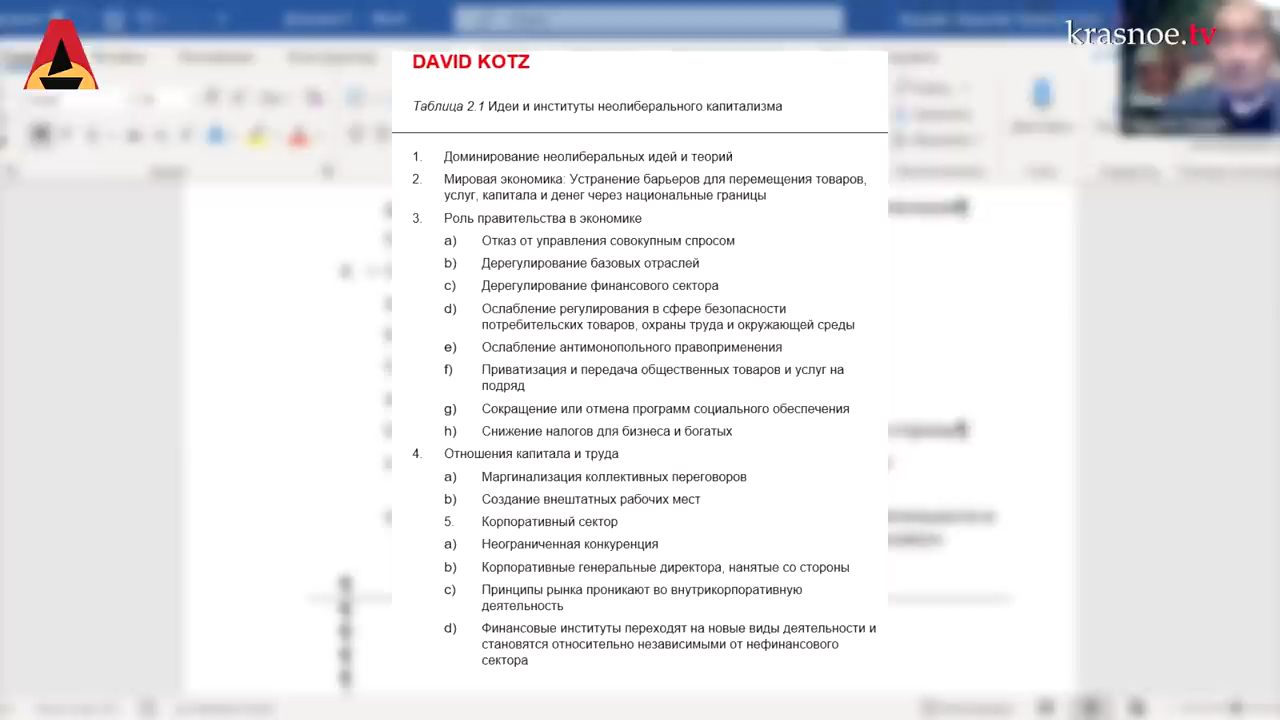 krasnoe.tv
DAVID KOTZ
Таблица 2.1 Идеи и институты неолиберального капитализма
1. Доминирование неолиберальных идей и теорий
2. Мировая экономика: Устранение барьеров для перемещения товаров,
услуг, капитала и денег через национальные границы
3. Роль правительства в экономике
a) Отказ от управления совокупным спросом
b) Дерегулирование базовых отраслей
c) Дерегулирование финансового сектора
d) Ослабление регулирования в сфере безопасности
потребительских товаров, охраны труда и окружающей среды
e) Ослабление антимонопольного правоприменения
f) Приватизация и передача общественных товаров и услуг на
подряд
g) Сокращение или отмена программ социального обеспечения
h) Снижение налогов для бизнеса и богатых
4. Отношения капитала и труда
a) Маргинализация коллективных переговоров
b) Создание внештатных рабочих мест
5. Корпоративный сектор
a) Неограниченная конкуренция
b) Корпоративные генеральные директора, нанятые со стороны
c) Принципы рынка проникают во внутрикорпоративную
деятельность
d) Финансовые институты переходят на новые виды деятельности и
становятся относительно независимыми от нефинансового
сектора